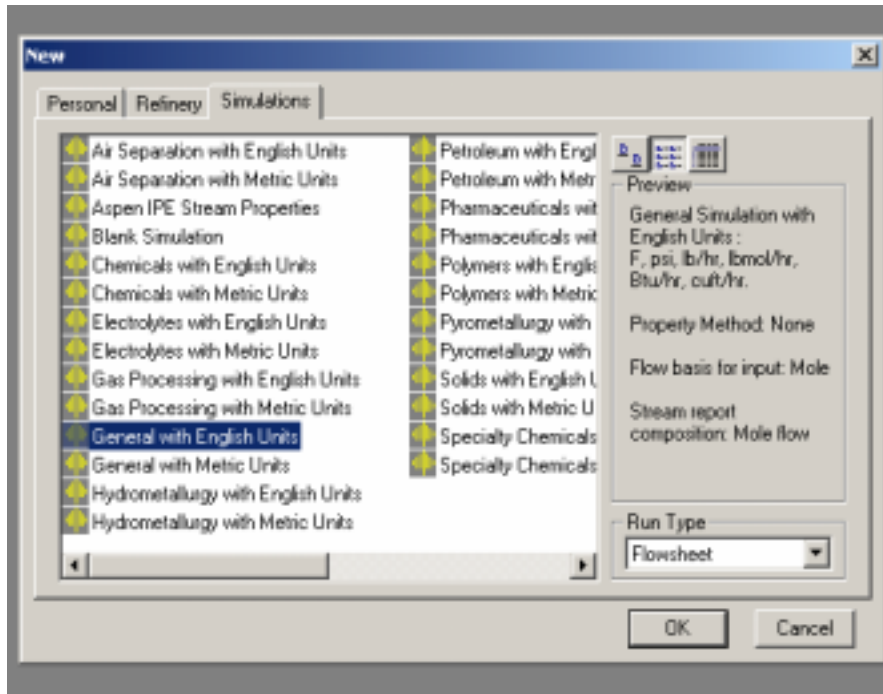 New
Personal Refinery Simulations
Air Separation with English Units
Air Separation with Metric Units
Aspen IPE Stream Properties
Blank Simulation
Chemicals with English Units
Chemicals with Metric Units
Electrolytes with English Units
Electrolytes with Metric Units
Gas Processing with English Units
Gas Processing with Metric Units
General with English Units
General with Metric Units
Hydrometallurgy with English Units
Hydrometallurgy with Metric Units
Petroleum with Engl
Petroleum with Metr
Pharmaceuticals wit
Pharmaceuticals wit
Polymers with Englis
Polymers with Metric
Pyrometallurgy with
Pyrometallurgy with
Solids with English U
Solids with Metric U
Specialty Chemicals
Specialty Chemicals
Preview
General Simulation with
English Units :
F, psi, lb/hr, lbmol/hr,
Btu/hr, cuft/hr.
Property Method: None
Flow basis for input: Mole
Stream report
composition: Mole flow
Run Type
Flowsheet
OK Cancel